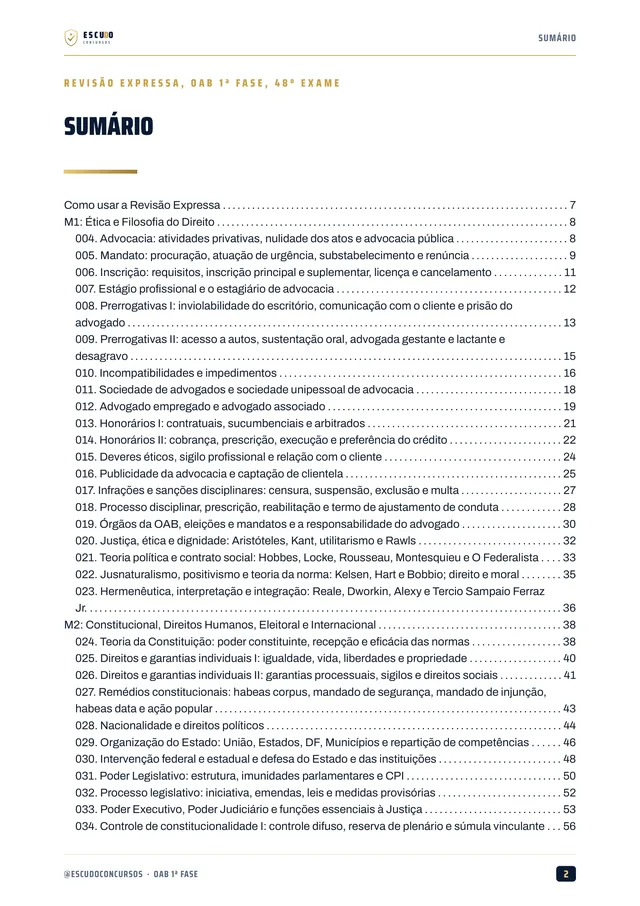 ESCUDO
CONCURSOS
SUMÁRIO
REVISÃO EXPRESSA, OAB 1ª FASE, 48º EXAME
SUMÁRIO
Como usar a Revisão Expressa . . . . . . . . . . 7
M1: Ética e Filosofia do Direito . . . . . . . . . . 8
004. Advocacia: atividades privativas, nulidade dos atos e advocacia pública . . . . . . . . . . 8
005. Mandato: procuração, atuação de urgência, substabelecimento e renúncia . . . . . . . . . . 9
006. Inscrição: requisitos, inscrição principal e suplementar, licença e cancelamento . . . . . . . . . . 11
007. Estágio profissional e o estagiário de advocacia . . . . . . . . . . 12
008. Prerrogativas I: inviolabilidade do escritório, comunicação com o cliente e prisão do
advogado . . . . . . . . . . 13
009. Prerrogativas II: acesso a autos, sustentação oral, advogada gestante e lactante e
desagravo . . . . . . . . . . 15
010. Incompatibilidades e impedimentos . . . . . . . . . . 16
011. Sociedade de advogados e sociedade unipessoal de advocacia . . . . . . . . . . 18
012. Advogado empregado e advogado associado . . . . . . . . . . 19
013. Honorários I: contratuais, sucumbenciais e arbitrados . . . . . . . . . . 21
014. Honorários II: cobrança, prescrição, execução e preferência do crédito . . . . . . . . . . 22
015. Deveres éticos, sigilo profissional e relação com o cliente . . . . . . . . . . 24
016. Publicidade da advocacia e captação de clientela . . . . . . . . . . 25
017. Infrações e sanções disciplinares: censura, suspensão, exclusão e multa . . . . . . . . . . 27
018. Processo disciplinar, prescrição, reabilitação e termo de ajustamento de conduta . . . . . . . . . . 28
019. Órgãos da OAB, eleições e mandatos e a responsabilidade do advogado . . . . . . . . . . 30
020. Justiça, ética e dignidade: Aristóteles, Kant, utilitarismo e Rawls . . . . . . . . . . 32
021. Teoria política e contrato social: Hobbes, Locke, Rousseau, Montesquieu e O Federalista . . . . 33
022. Jusnaturalismo, positivismo e teoria da norma: Kelsen, Hart e Bobbio; direito e moral . . . . . . . . 35
023. Hermenêutica, interpretação e integração: Reale, Dworkin, Alexy e Tercio Sampaio Ferraz
Jr. . . . . . . . . . . 36
M2: Constitucional, Direitos Humanos, Eleitoral e Internacional . . . . . . . . . . 38
024. Teoria da Constituição: poder constituinte, recepção e eficácia das normas . . . . . . . . . . 38
025. Direitos e garantias individuais I: igualdade, vida, liberdades e propriedade . . . . . . . . . . 40
026. Direitos e garantias individuais II: garantias processuais, sigilos e direitos sociais . . . . . . . . . . 41
027. Remédios constitucionais: habeas corpus, mandado de segurança, mandado de injunção,
habeas data e ação popular . . . . . . . . . . 43
028. Nacionalidade e direitos políticos . . . . . . . . . . 44
029. Organização do Estado: União, Estados, DF, Municípios e repartição de competências . . . . . . 46
030. Intervenção federal e estadual e defesa do Estado e das instituições . . . . . . . . . . 48
031. Poder Legislativo: estrutura, imunidades parlamentares e CPI . . . . . . . . . . 50
032. Processo legislativo: iniciativa, emendas, leis e medidas provisórias . . . . . . . . . . 52
033. Poder Executivo, Poder Judiciário e funções essenciais à Justiça . . . . . . . . . . 53
034. Controle de constitucionalidade I: controle difuso, reserva de plenário e súmula vinculante . . . 56
@ESCUDOCONCURSOS · OAB 1ª FASE
2